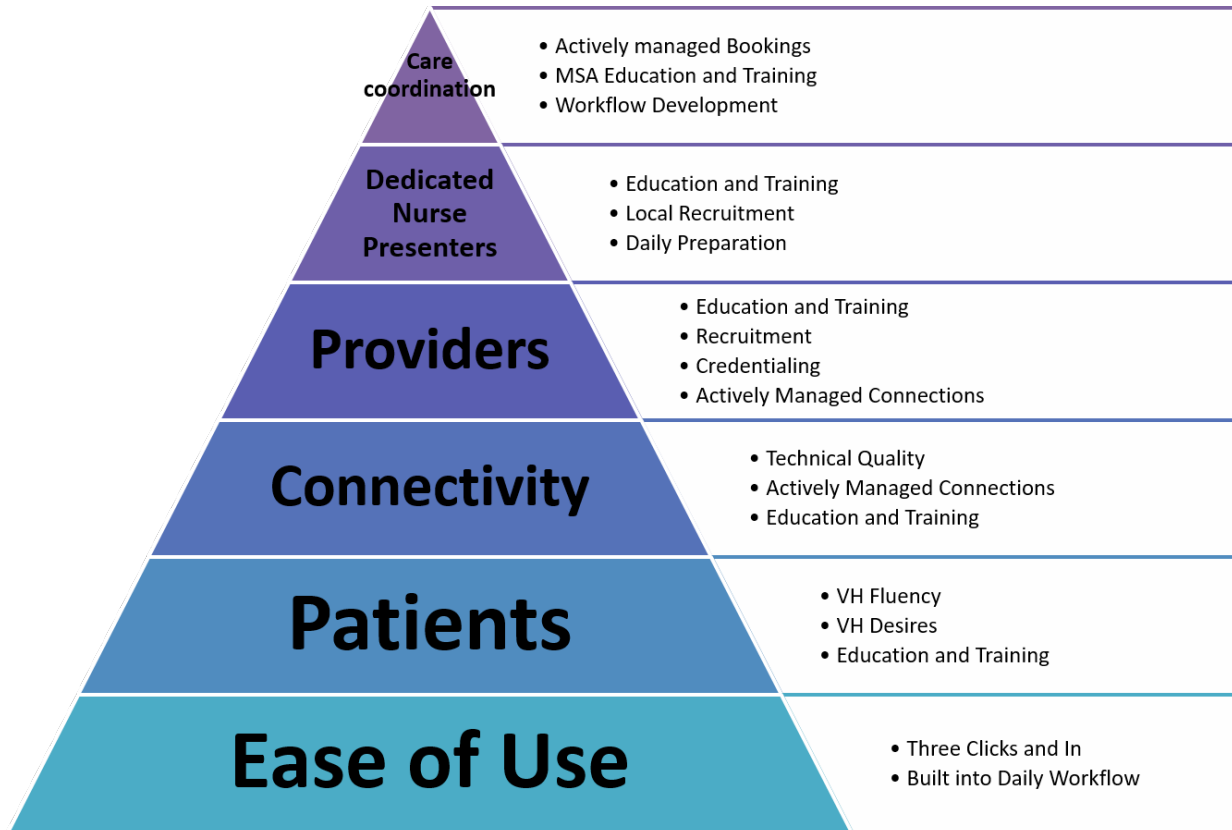 Care
coordination
• Actively managed Bookings
• MSA Education and Training
• Workflow Development
Dedicated
Nurse
Presenters
• Education and Training
• Local Recruitment
• Daily Preparation
Providers
• Education and Training
• Recruitment
• Credentialing
• Actively Managed Connections
Connectivity
• Technical Quality
• Actively Managed Connections
• Education and Training
Patients
• VH Fluency
• VH Desires
• Education and Training
Ease of Use
• Three Clicks and In
• Built into Daily Workflow